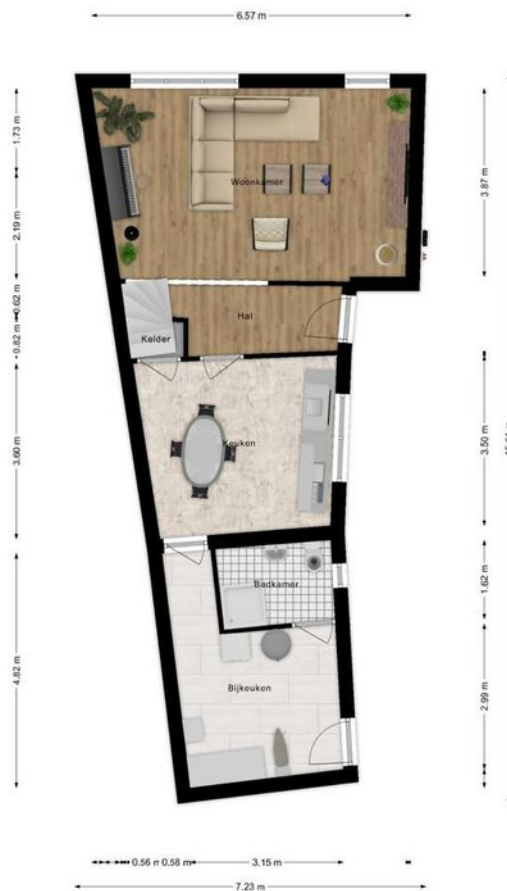 6.57 m
1.73 m
2.19 m
0.62 m
0.82 m
3.60 m
4.82 m
3.87 m
3.50 m
1.62 m
2.99 m
Woonkamer
Hal
Kelder
Keuken
Badkamer
Bijkeuken
0.56 m
0.58 m
3.15 m
7.23 m